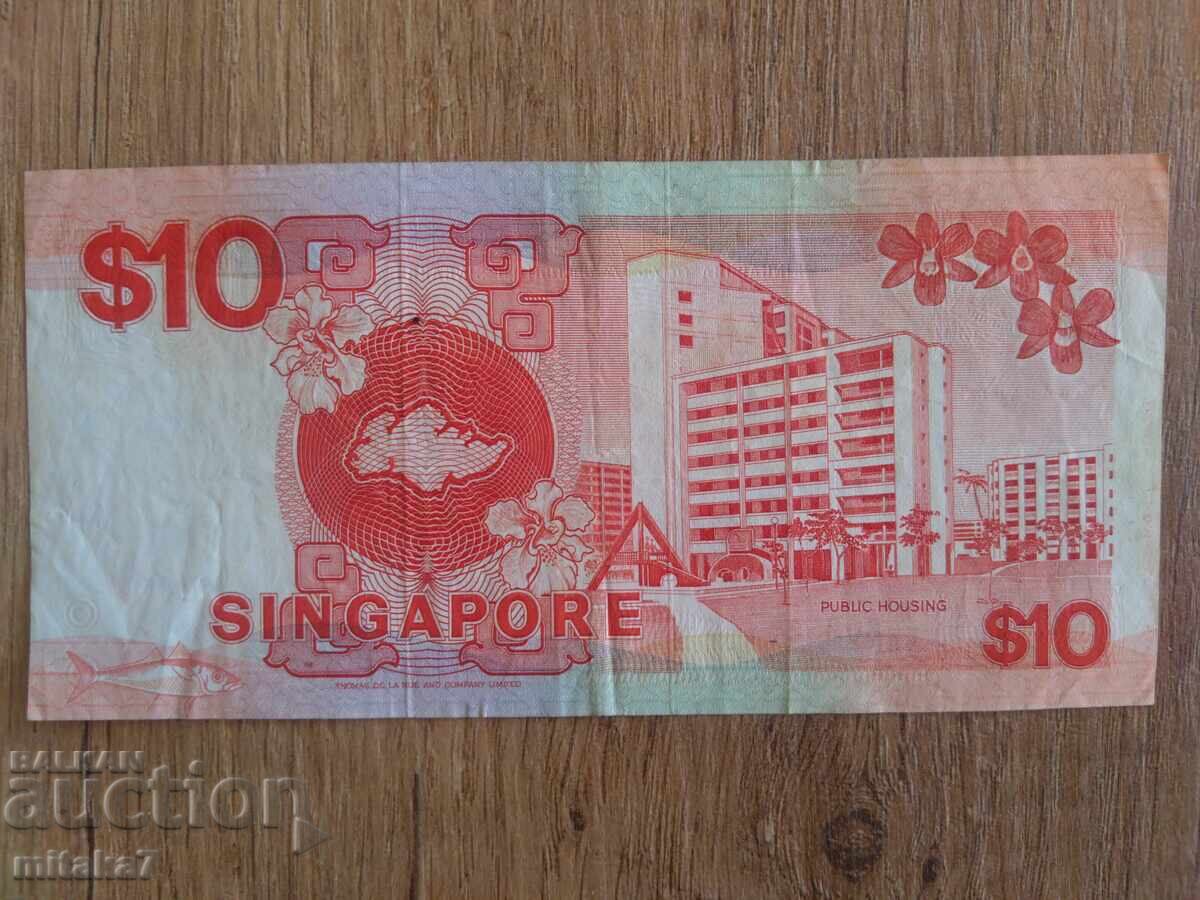 $10
SINGAPORE
THOMAS DE LA RUE AND COMPANY LIMITED
PUBLIC HOUSING
$10
BALKAN
auction
mitaka7